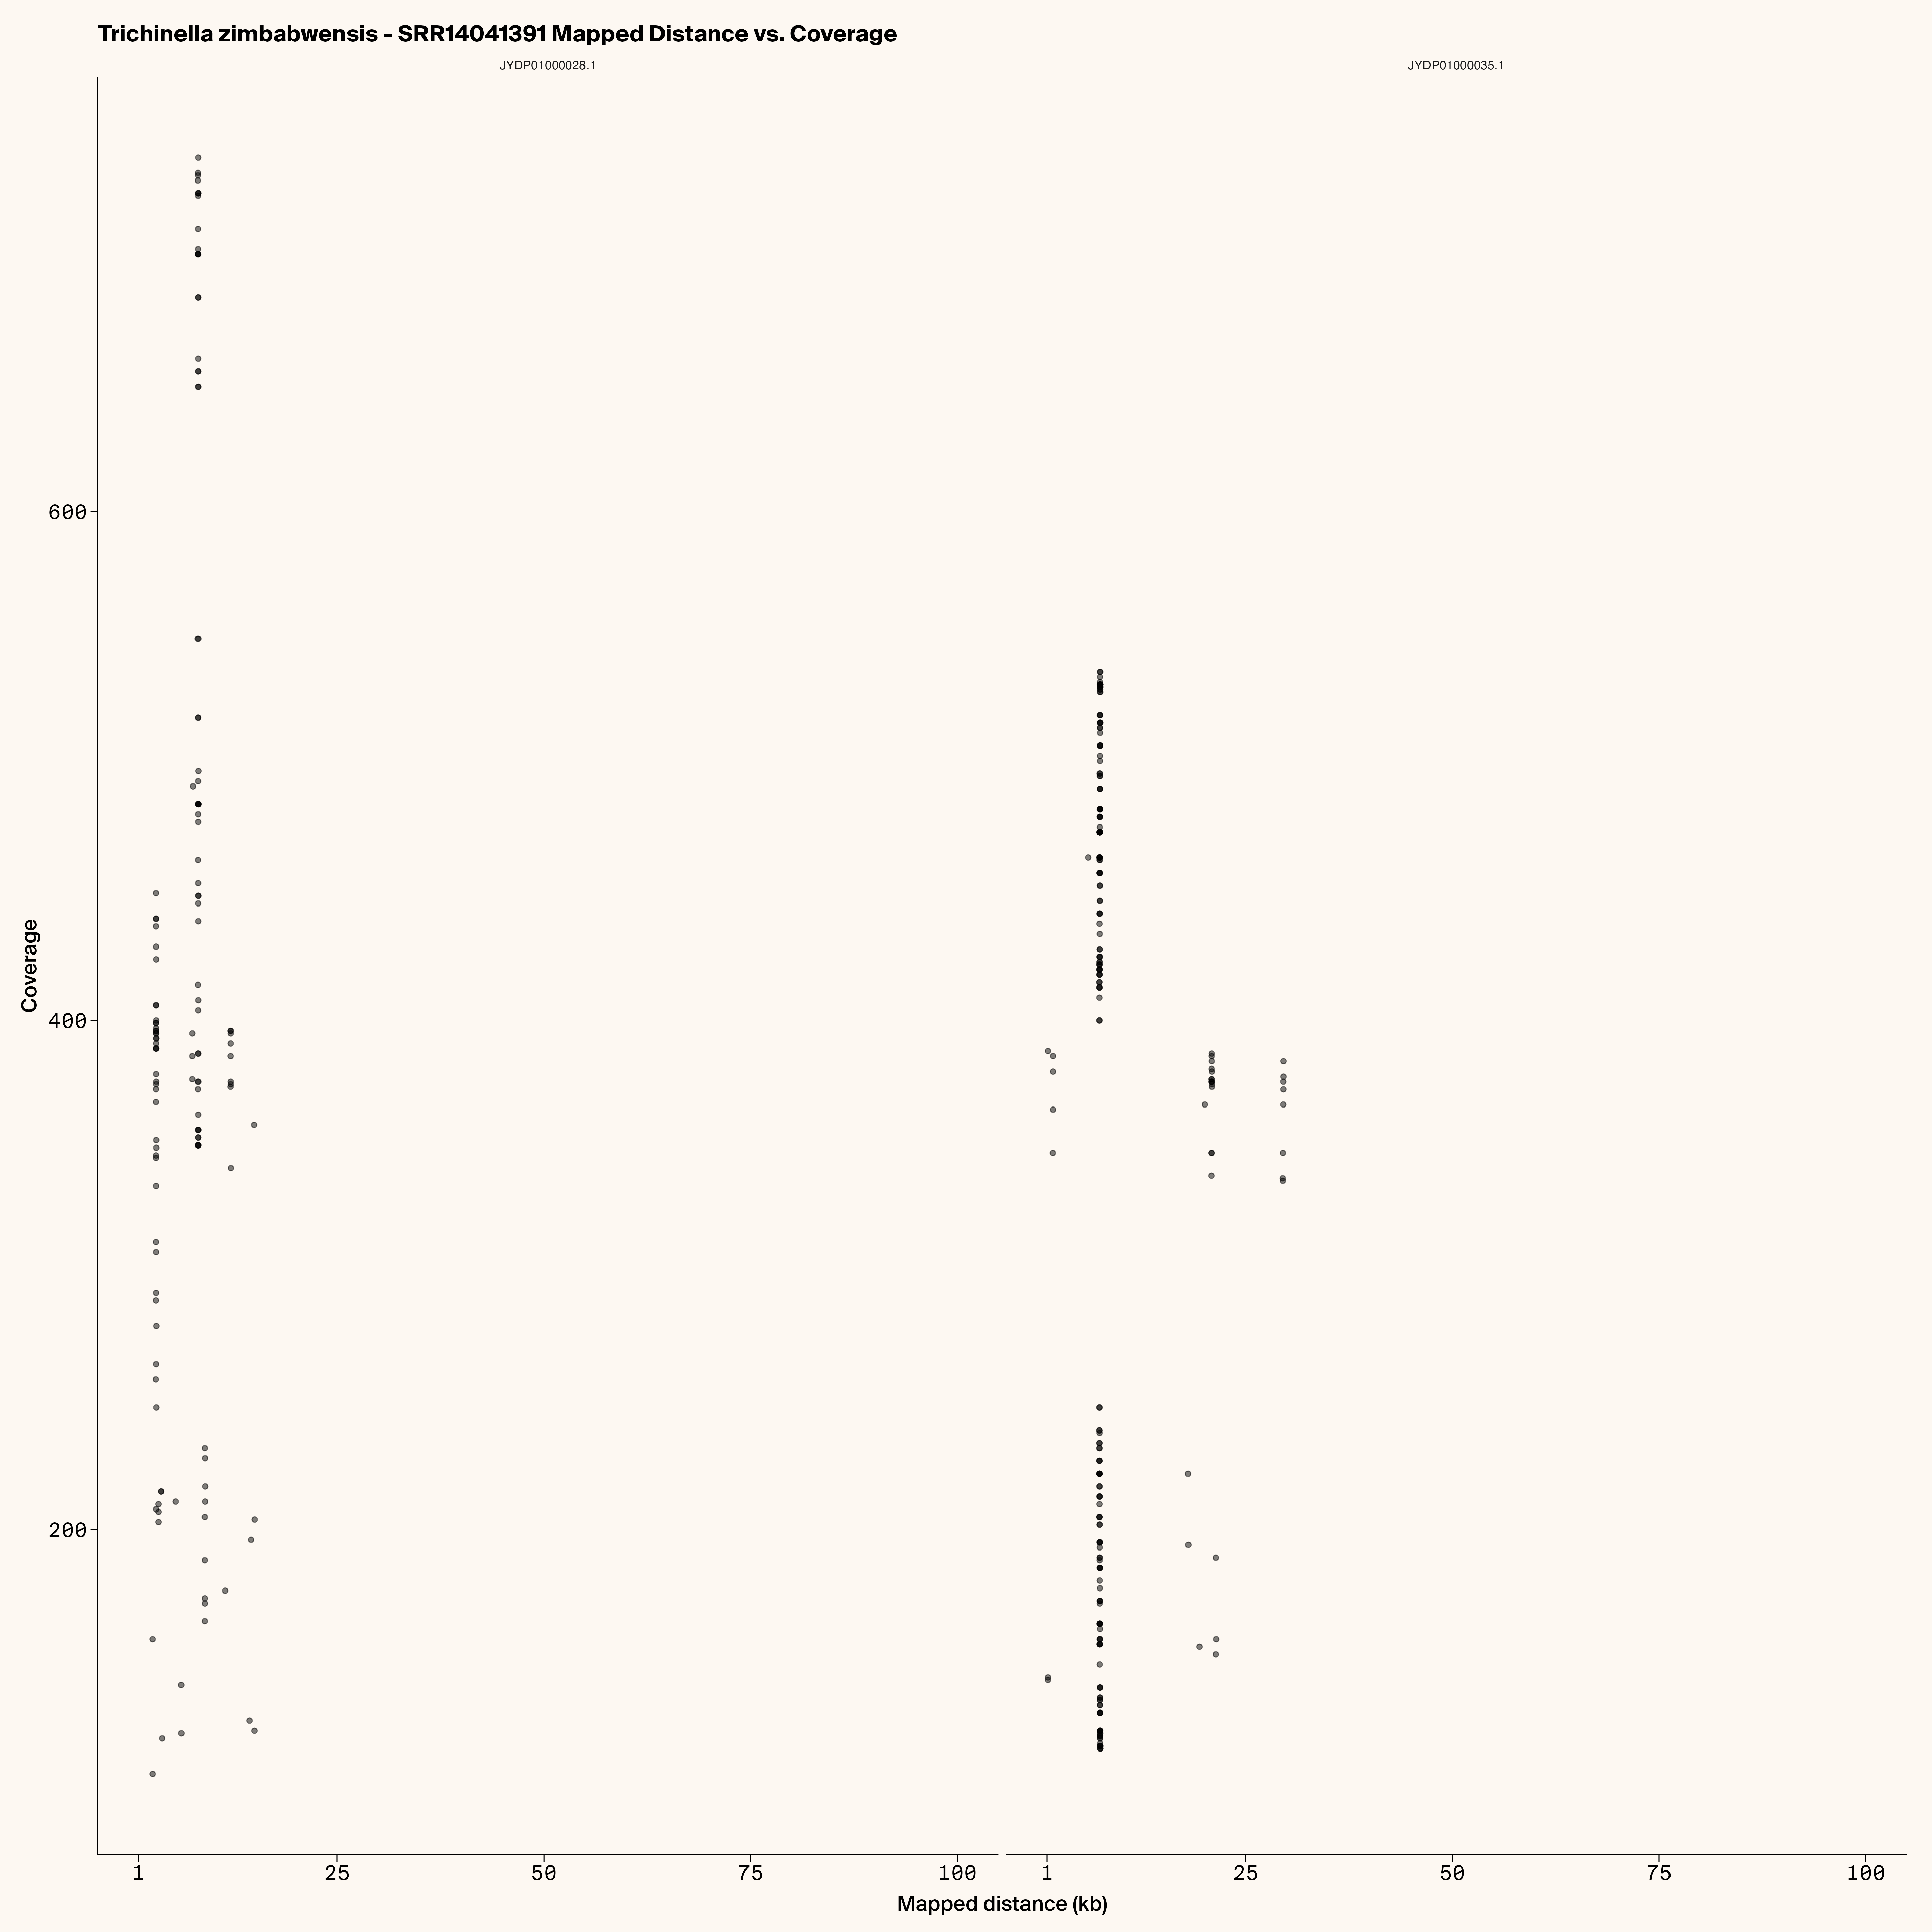 Trichinella zimbabwensis - SRR14041391 Mapped Distance vs. Coverage
JYDP01000028.1
JYDP01000035.1
600
400
200
Coverage
1 25 50 75 100 1 25 50 75 100
Mapped distance (kb)